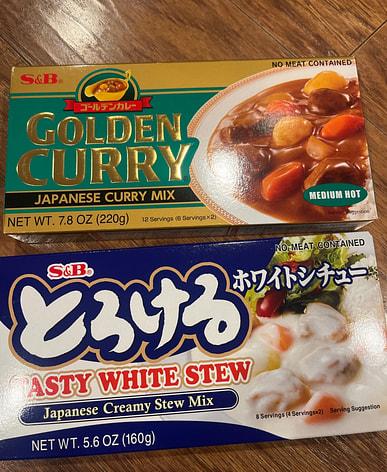 NO MEAT CONTAINED
S&B®
ゴールデンカレー
GOLDEN
CURRY
JAPANESE CURRY MIX
MEDIUM HOT
NET WT. 7.8 OZ (220g)
12 Servings (6 Servings×2)
Suggestion
NO MEAT CONTAINED
S&B®
ホワイトシチュー
とろける
TASTY WHITE STEW
Japanese Creamy Stew Mix
8 Servings (4 Servings×2)
Serving Suggestion
NET WT. 5.6 OZ (160g)